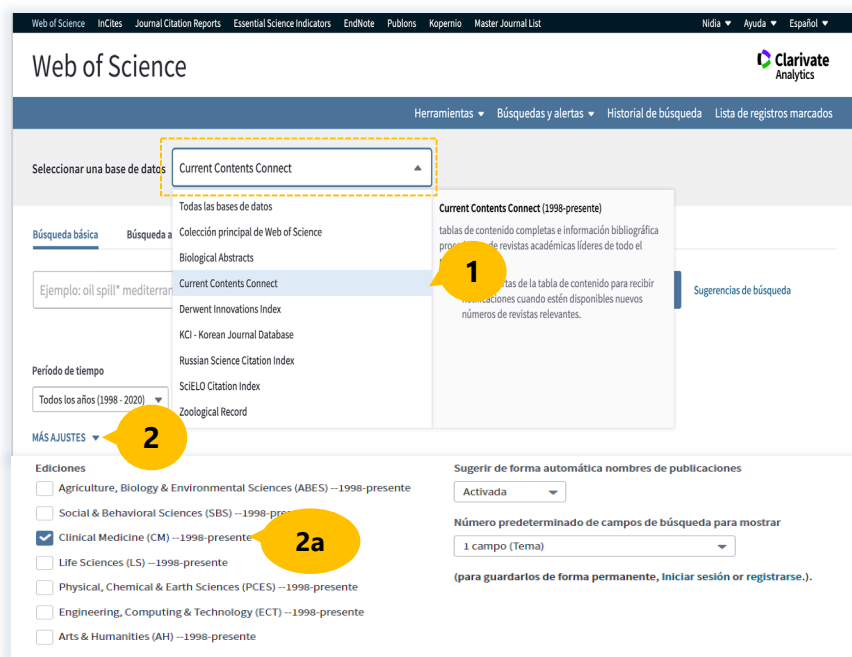 Web of Science InCites Journal Citation Reports Essential Science Indicators EndNote Publons Kopernio Master Journal List Nidia Ayuda Español
Web of Science
Clarivate
Analytics
Herramientas Búsquedas y alertas Historial de búsqueda Lista de registros marcados
Seleccionar una base de datos Current Contents Connect
Todas las bases de datos
Colección principal de Web of Science
Biological Abstracts
Current Contents Connect
Derwent Innovations Index
KCI - Korean Journal Database
Russian Science Citation Index
SciELO Citation Index
Zoological Record
Current Contents Connect (1998-presente)
tablas de contenido completas e información bibliográfica
de revistas académicas líderes de todo el
de la tabla de contenido para recibir
cuando estén disponibles nuevos
números de revistas relevantes.
1
Búsqueda básica Búsqueda a
Ejemplo: oil spill* mediterran
Sugerencias de búsqueda
Período de tiempo
Todos los años (1998 - 2020)
MÁS AJUSTES
2
Ediciones
Agriculture, Biology & Environmental Sciences (ABES) --1998-presente
Social & Behavioral Sciences (SBS) --1998-presente
Clinical Medicine (CM) --1998-presente
2a
Life Sciences (LS) --1998-presente
Physical, Chemical & Earth Sciences (PCES) --1998-presente
Engineering, Computing & Technology (ECT) --1998-presente
Arts & Humanities (AH) --1998-presente
Sugerir de forma automática nombres de publicaciones
Activada
Número predeterminado de campos de búsqueda para mostrar
1 campo (Tema)
(para guardarlos de forma permanente, Iniciar sesión or registrarse.).